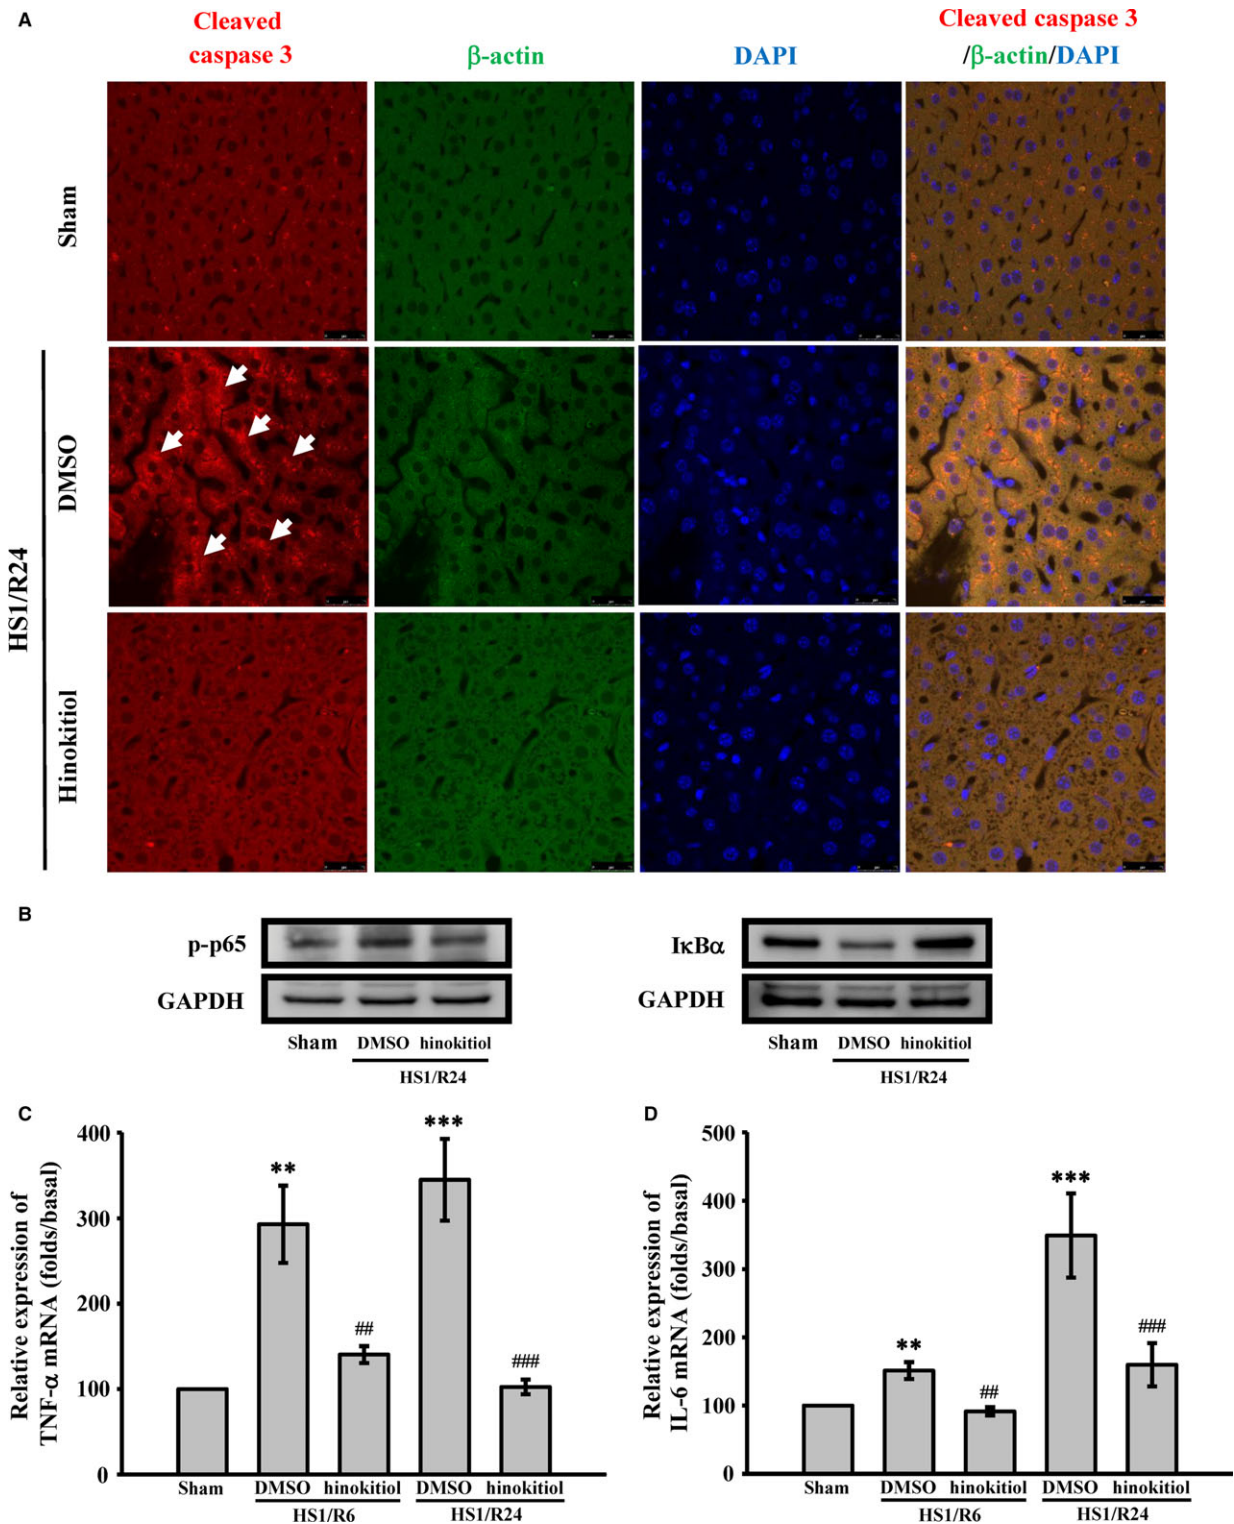 A
Cleaved
caspase 3
β-actin
DAPI
Cleaved caspase 3
/β-actin/DAPI
Sham
HS1/R24
DMSO
Hinokitiol
B
p-p65
GAPDH
Sham
DMSO
hinokitiol
HS1/R24
IκBα
GAPDH
Sham
DMSO
hinokitiol
HS1/R24
C
Relative expression of
TNF-α mRNA (folds/basal)
400
300
200
100
0
**
##
***
###
Sham
DMSO
hinokitiol
DMSO
hinokitiol
HS1/R6
HS1/R24
D
Relative expression of
IL-6 mRNA (folds/basal)
500
400
300
200
100
0
**
##
***
###
Sham
DMSO
hinokitiol
DMSO
hinokitiol
HS1/R6
HS1/R24